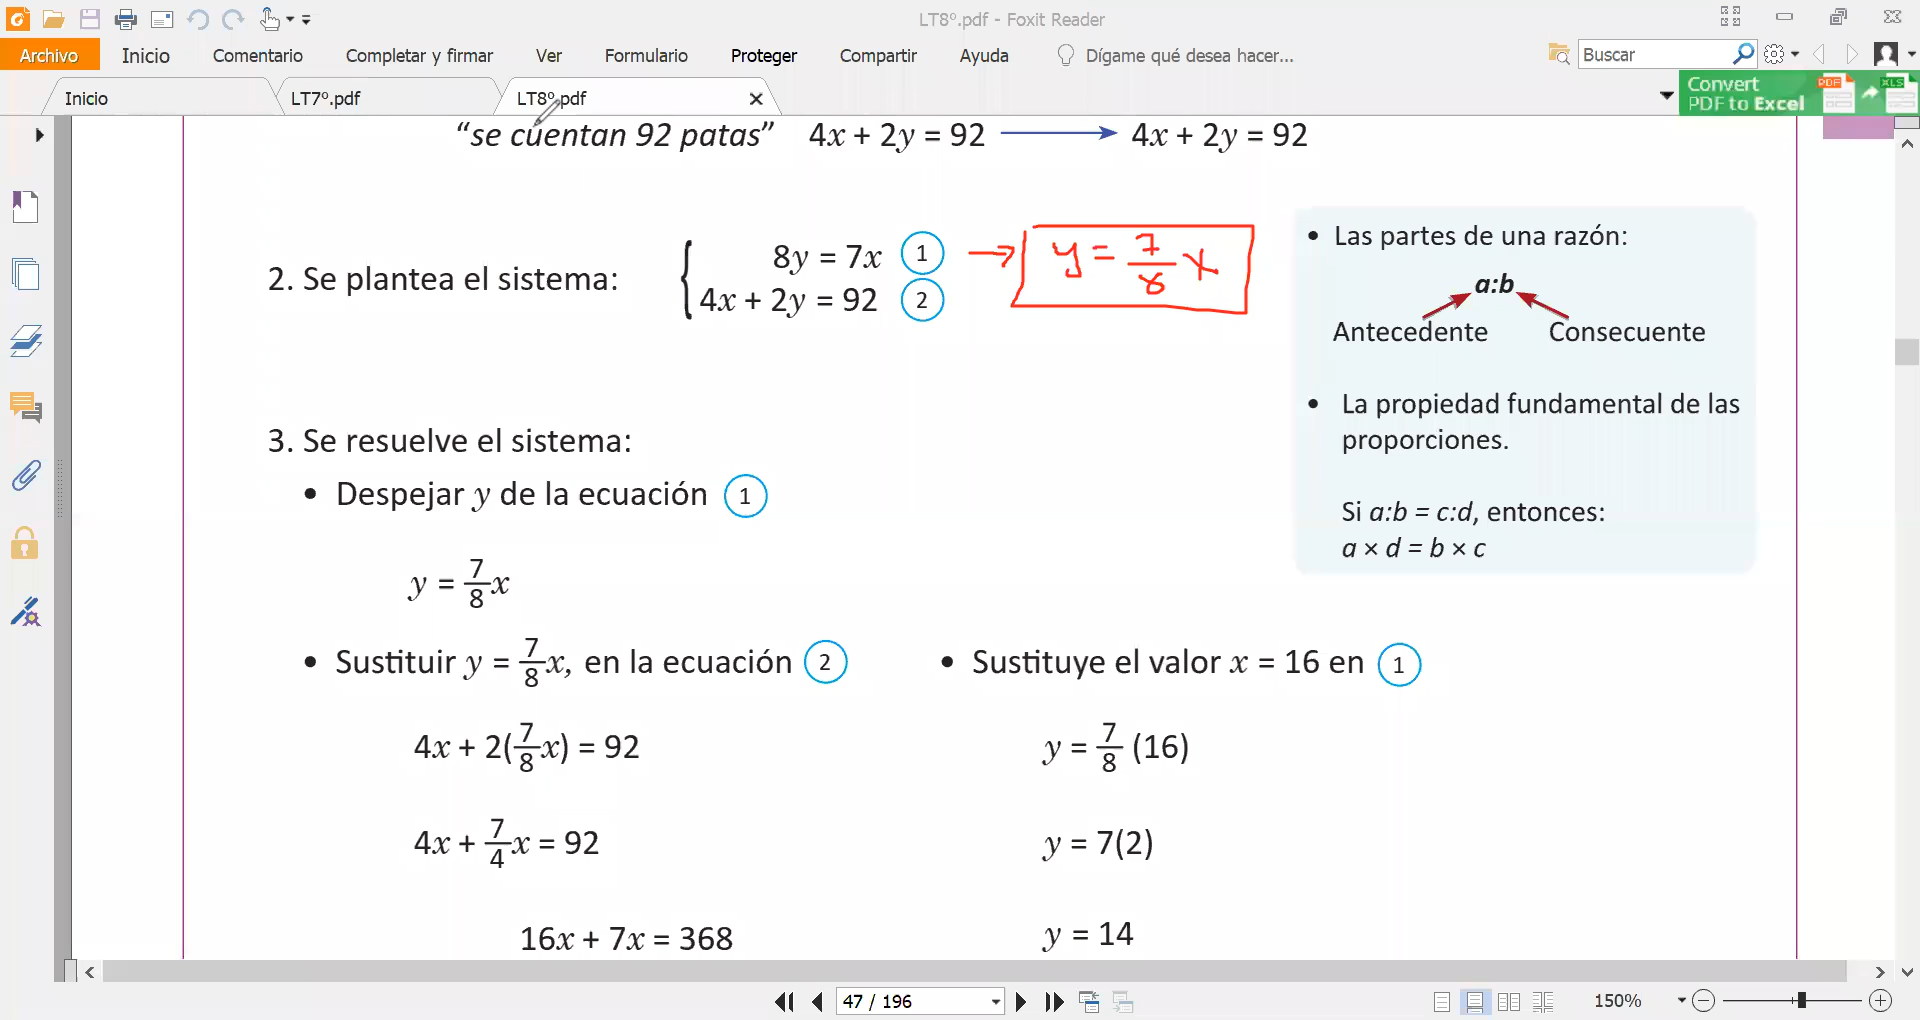 LT8º.pdf - Foxit Reader
Archivo Inicio Comentario Completar y firmar Ver Formulario Proteger Compartir Ayuda Dígame qué desea hacer... Buscar
Inicio LT7º.pdf LT8º.pdf
Convert
PDF to Excel
PDF XLS
“se cuentan 92 patas” 4x + 2y = 92 4x + 2y = 92
2. Se plantea el sistema:
8y = 7x 1
4x + 2y = 92 2
y = 7/8 x
• Las partes de una razón:
a:b
Antecedente Consecuente
• La propiedad fundamental de las
proporciones.
Si a:b = c:d, entonces:
a × d = b × c
3. Se resuelve el sistema:
• Despejar y de la ecuación 1
y = 7/8 x
• Sustituir y = 7/8 x, en la ecuación 2
4x + 2(7/8 x) = 92
4x + 7/4 x = 92
16x + 7x = 368
• Sustituye el valor x = 16 en 1
y = 7/8 (16)
y = 7(2)
y = 14
47 / 196
150%